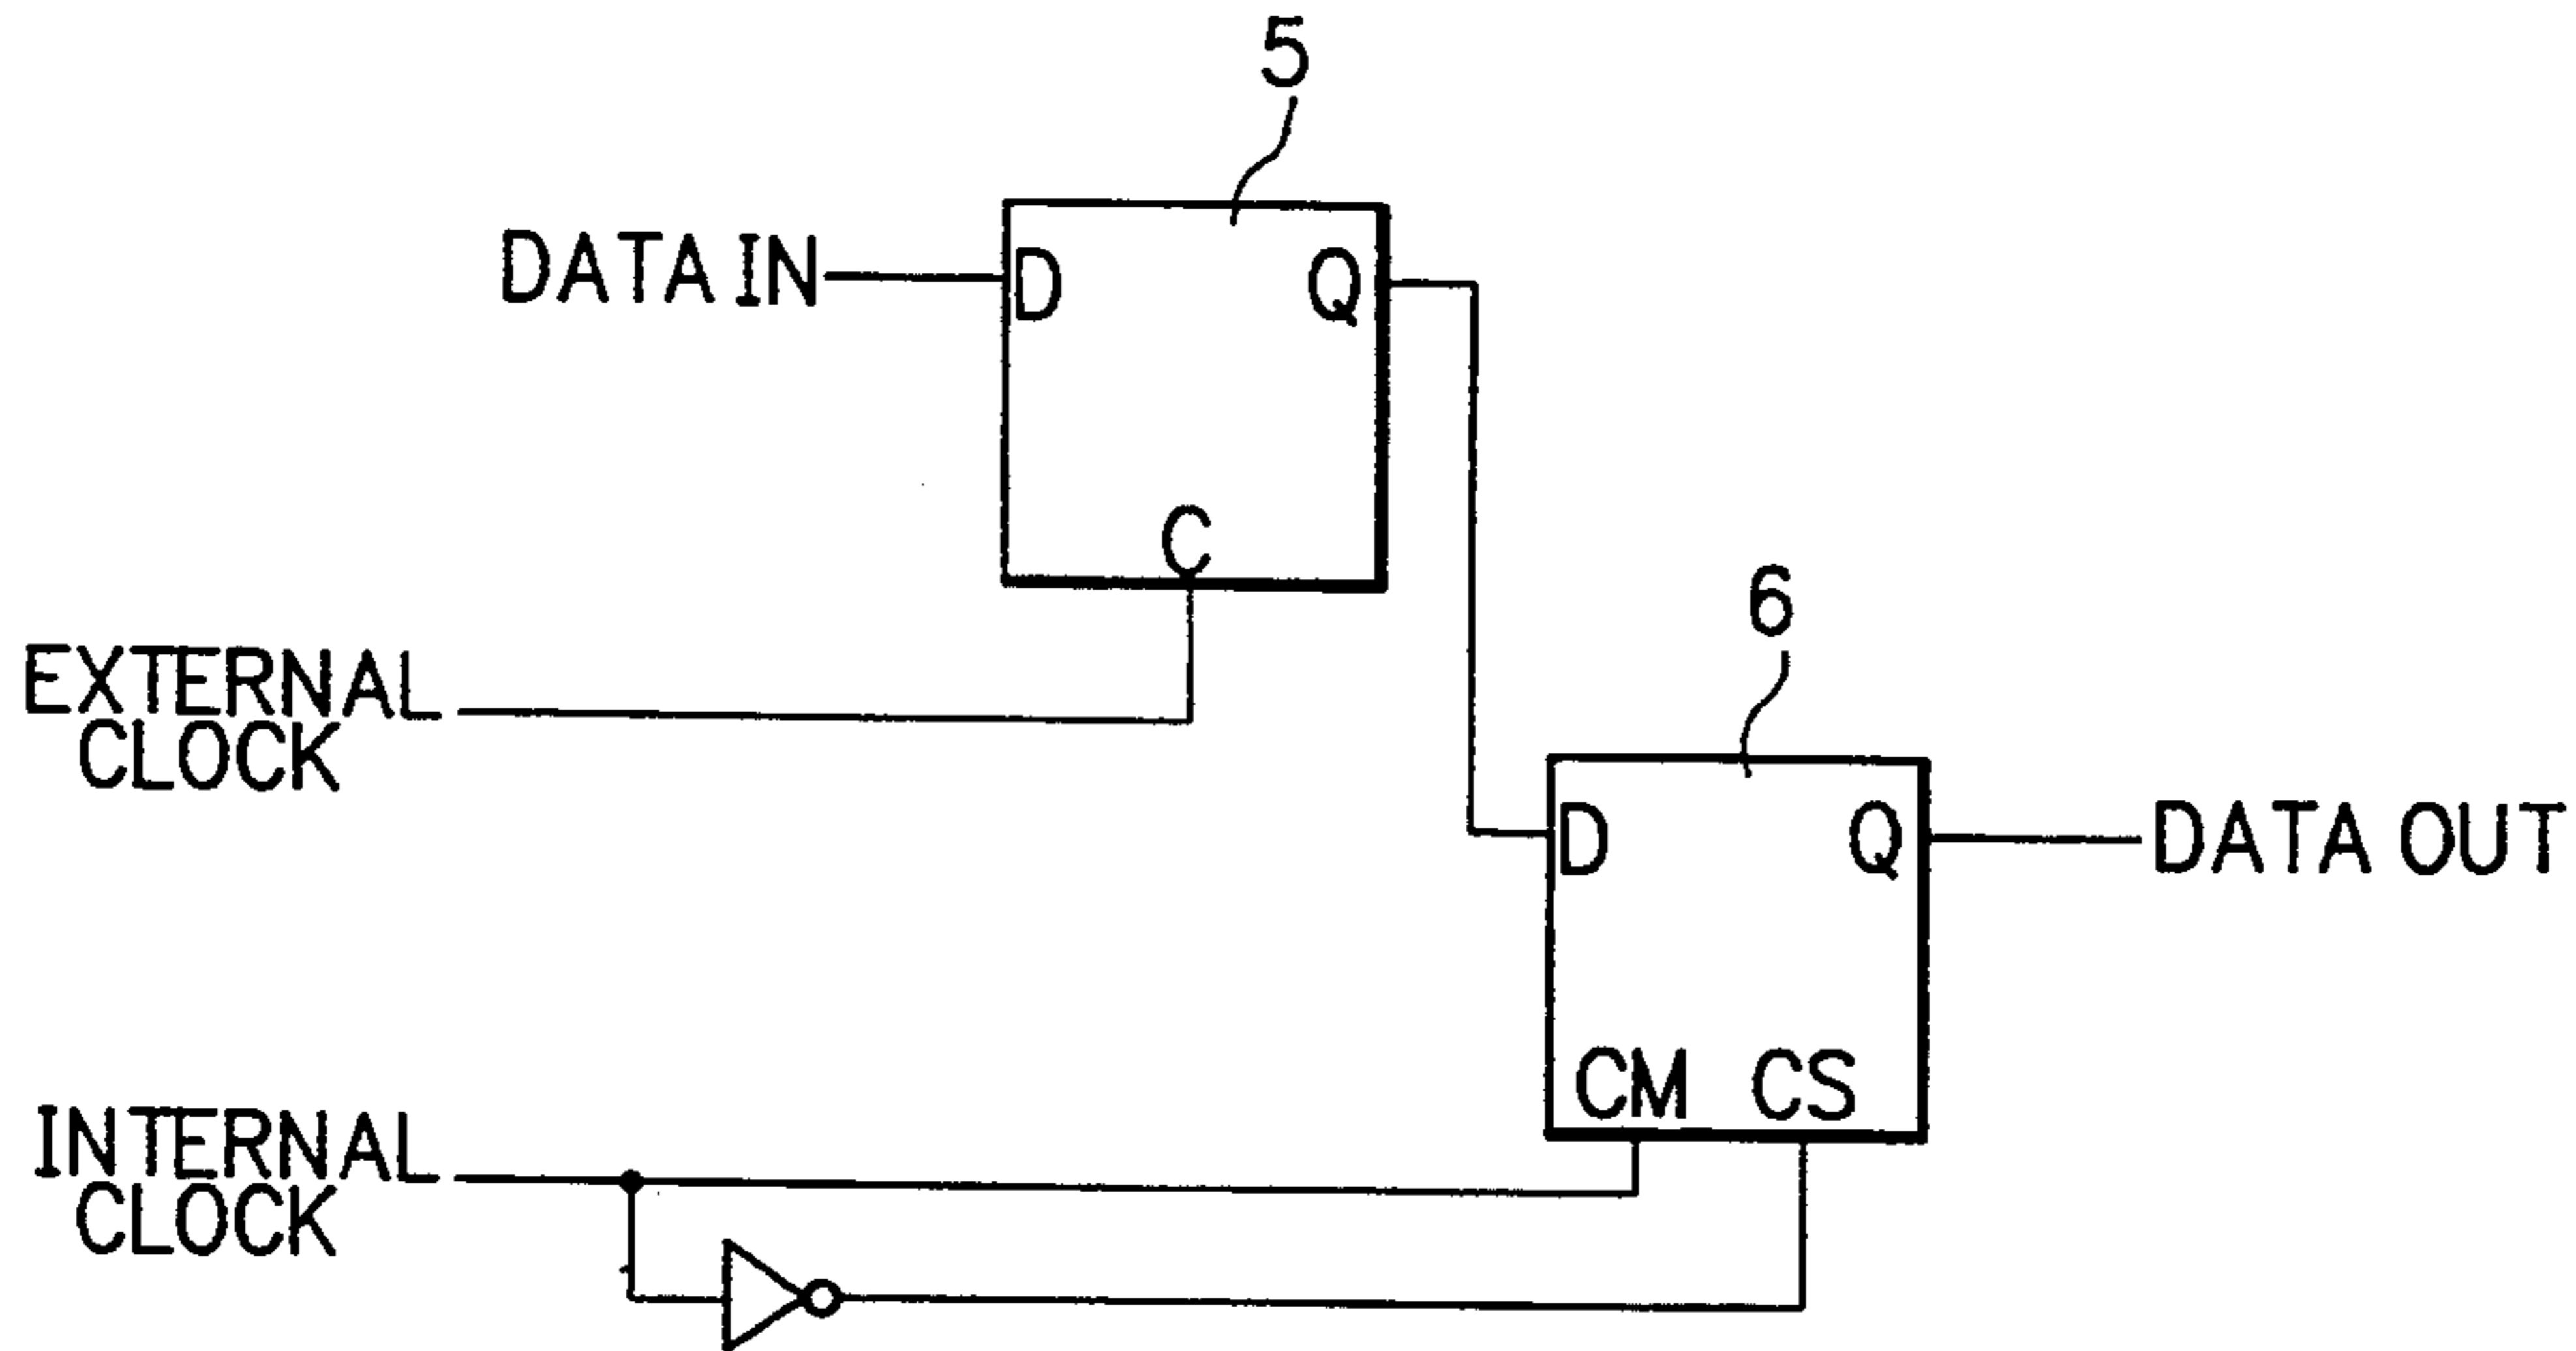 5
DATA IN
D
Q
C
EXTERNAL
CLOCK
6
D
Q
DATA OUT
CM
CS
INTERNAL
CLOCK